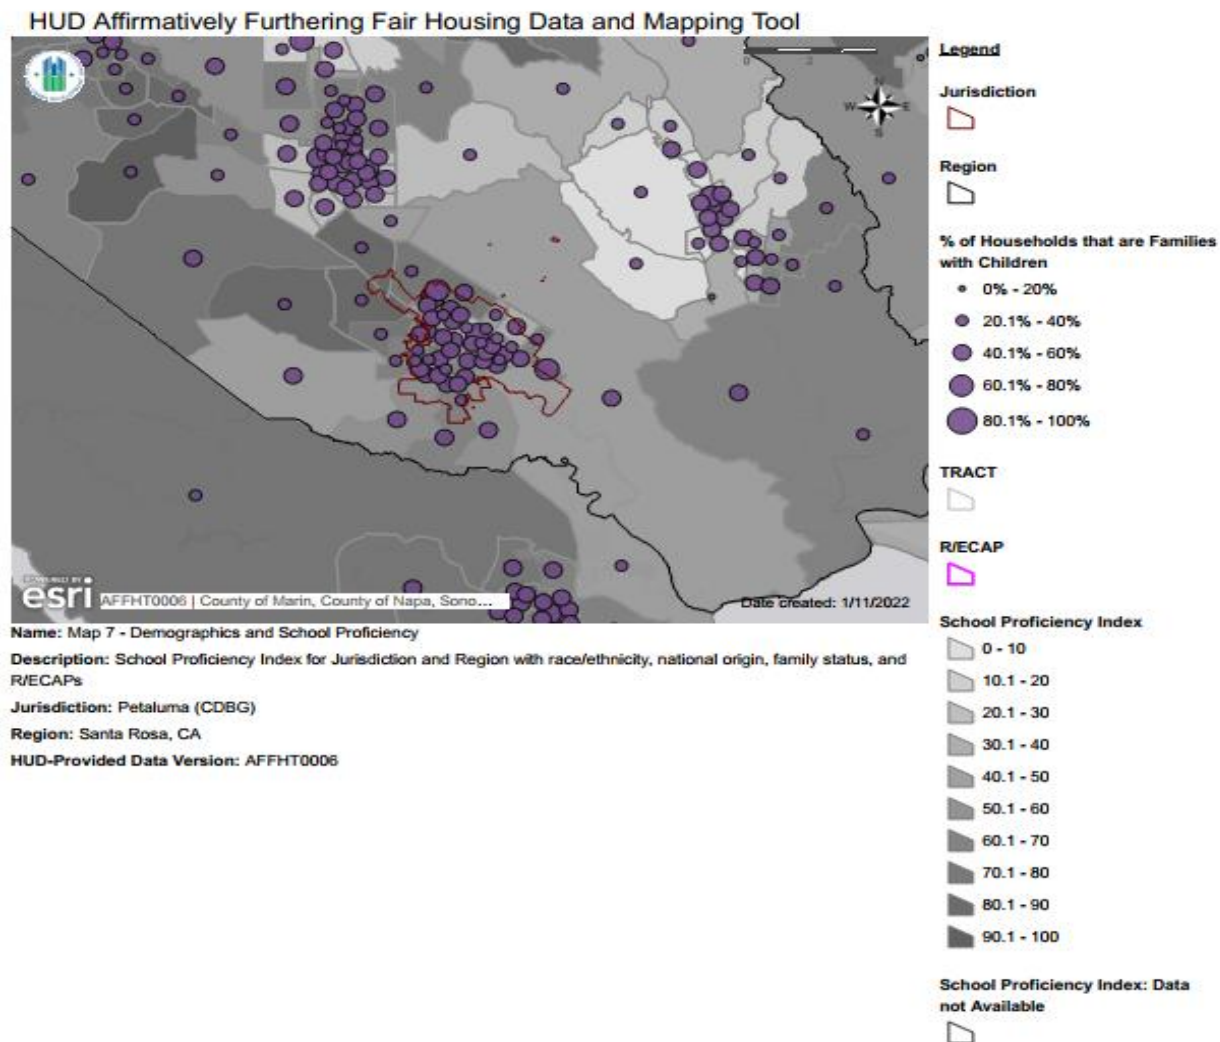 HUD Affirmatively Furthering Fair Housing Data and Mapping Tool
Legend
Jurisdiction
Region
% of Households that are Families
with Children
0% - 20%
20.1% - 40%
40.1% - 60%
60.1% - 80%
80.1% - 100%
TRACT
R/ECAP
School Proficiency Index
0 - 10
10.1 - 20
20.1 - 30
30.1 - 40
40.1 - 50
50.1 - 60
60.1 - 70
70.1 - 80
80.1 - 90
90.1 - 100
School Proficiency Index: Data
not Available
N
W E
S
POWERED BY
esri
AFFHT0006 | County of Marin, County of Napa, Sono...
Date created: 1/11/2022
Name: Map 7 - Demographics and School Proficiency
Description: School Proficiency Index for Jurisdiction and Region with race/ethnicity, national origin, family status, and
R/ECAPs
Jurisdiction: Petaluma (CDBG)
Region: Santa Rosa, CA
HUD-Provided Data Version: AFFHT0006